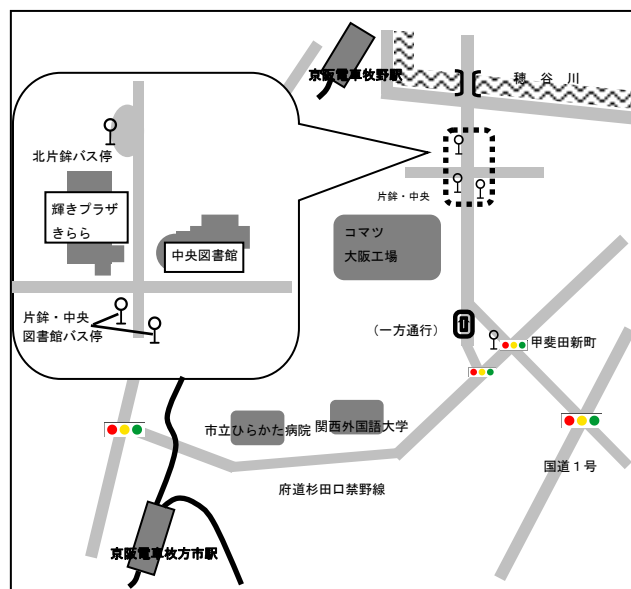 京阪電車牧野駅
穂谷川
北片鉾バス停
輝きプラザ
きらら
中央図書館
片鉾・中央
図書館バス停
片鉾・中央
コマツ
大阪工場
（一方通行）
甲斐田新町
市立ひらかた病院
関西外国語大学
国道１号
府道杉田口禁野線
京阪電車枚方市駅